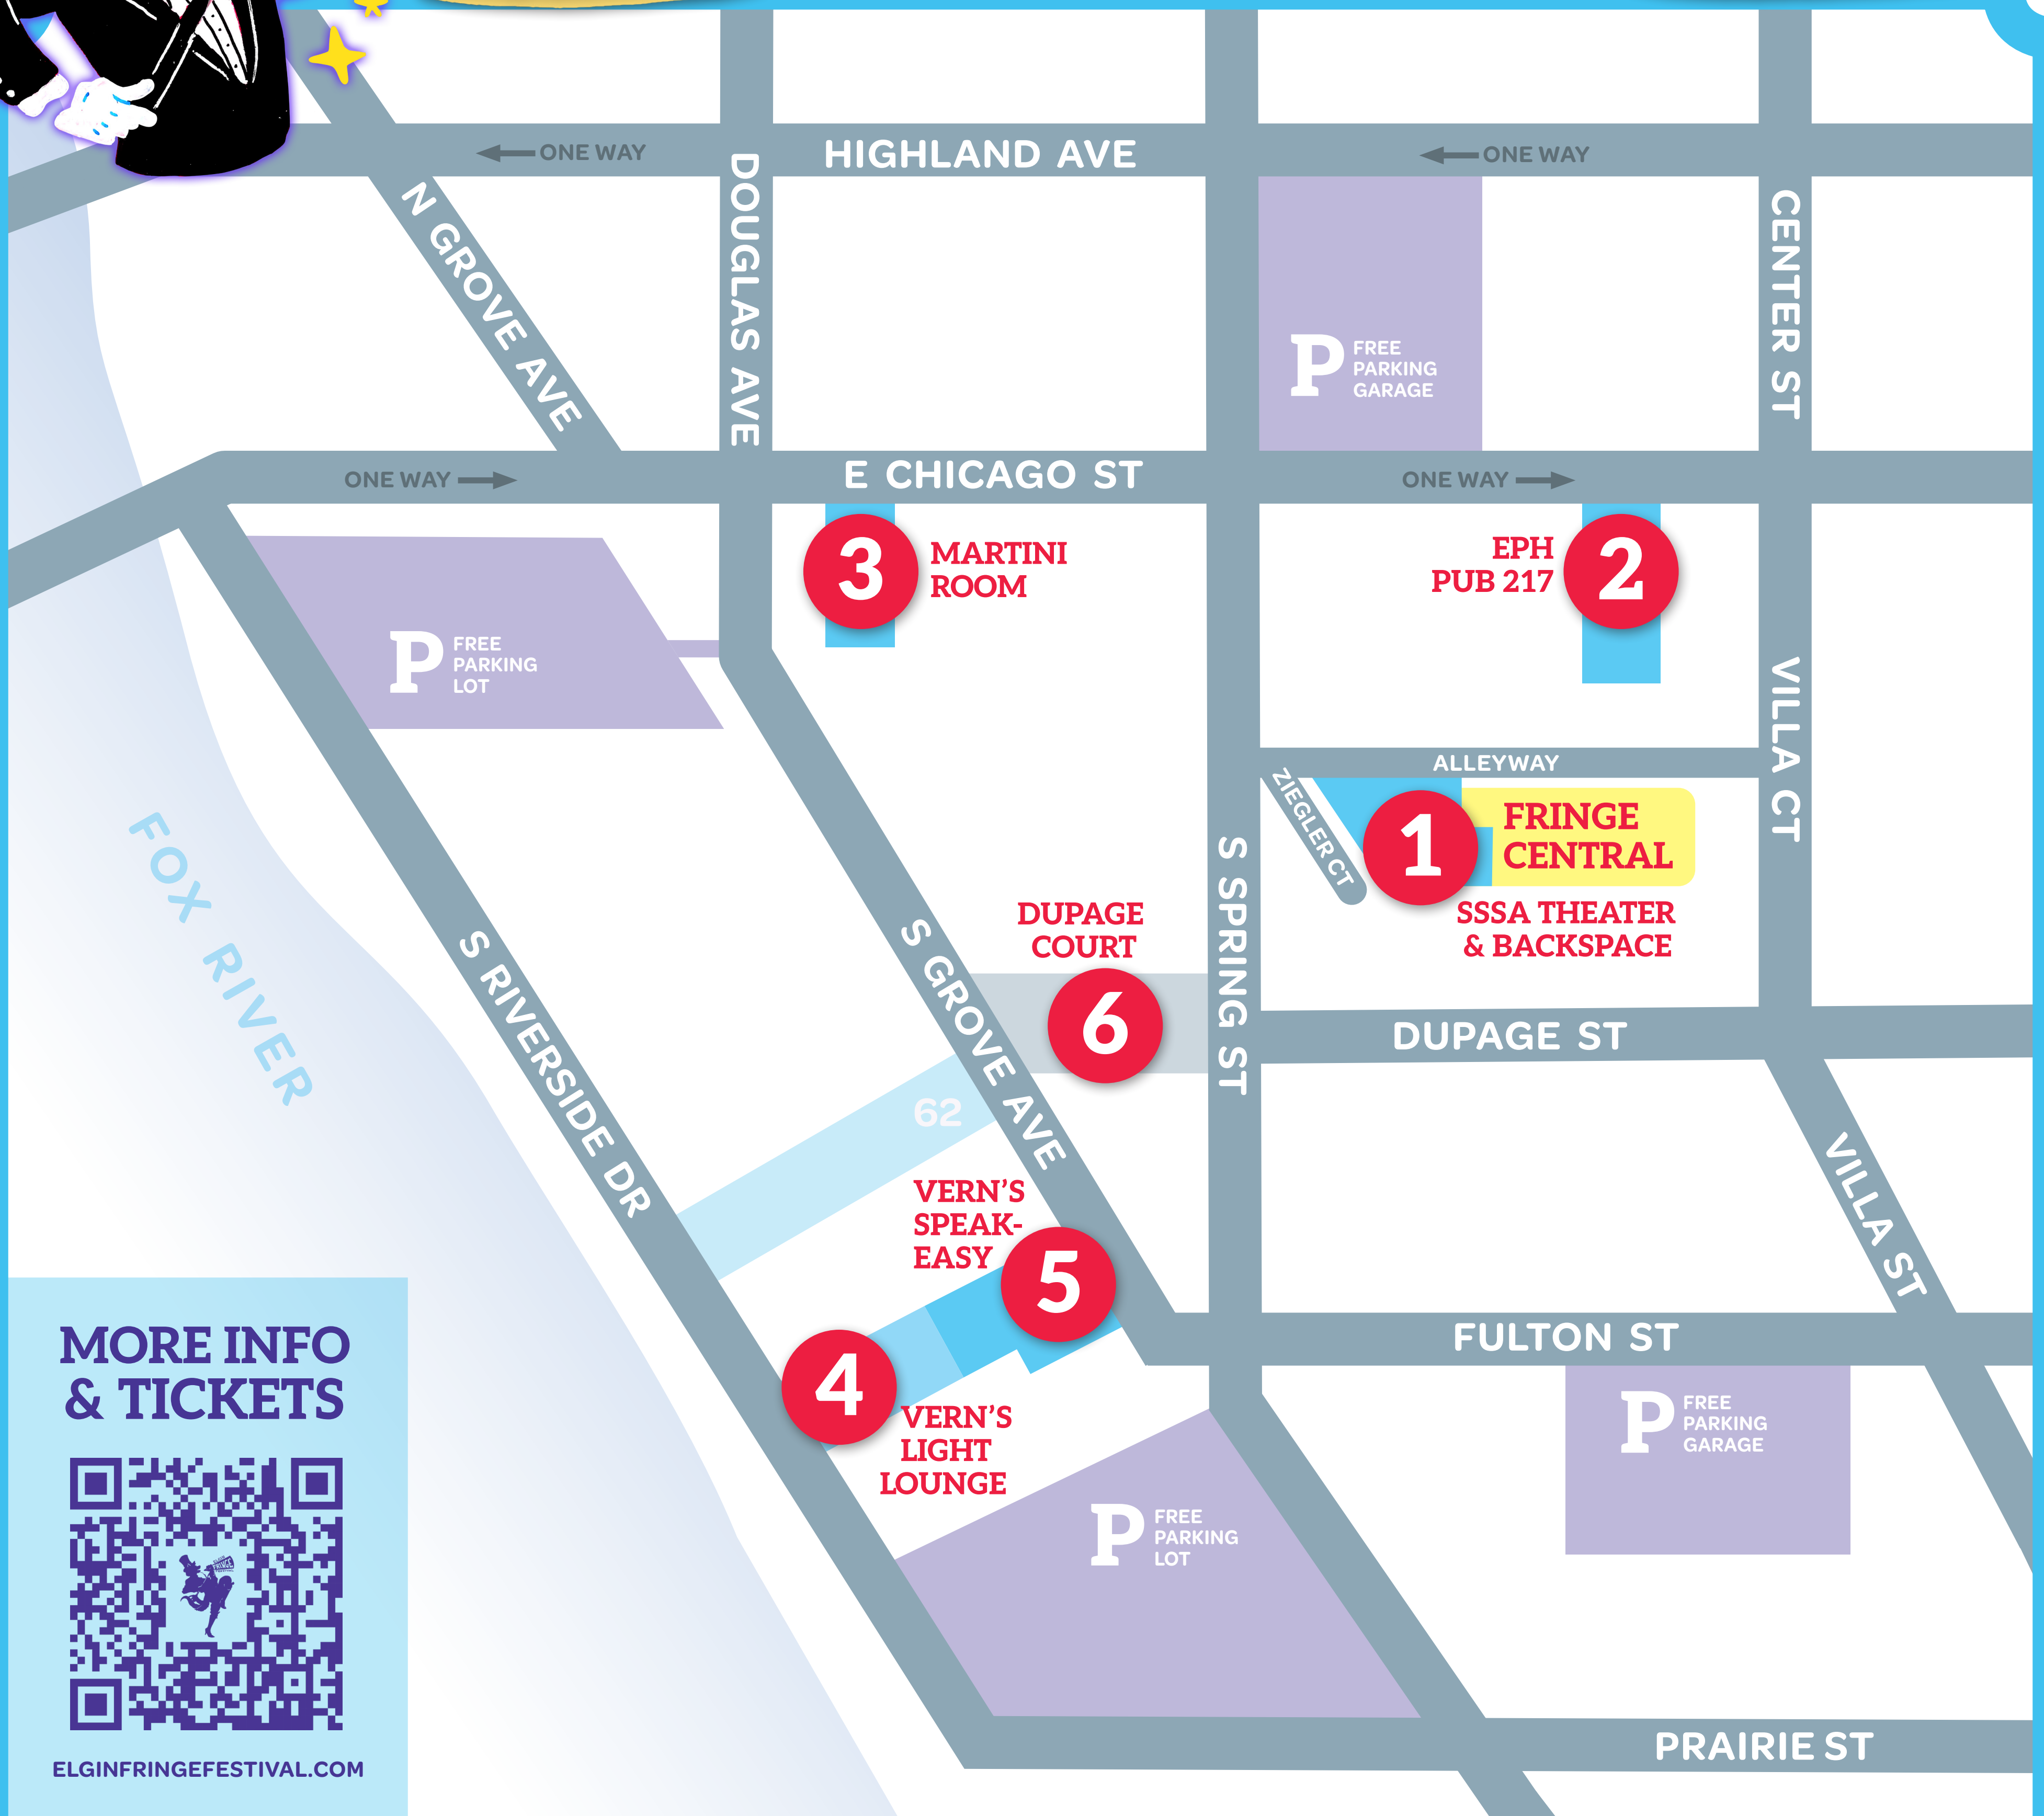 ONE WAY
HIGHLAND AVE
ONE WAY
N GROVE AVE
DOUGLAS AVE
CENTER ST
P
FREE
PARKING
GARAGE
ONE WAY
E CHICAGO ST
ONE WAY
3
MARTINI
ROOM
EPH
PUB 217
2
P
FREE
PARKING
LOT
VILLA CT
ALLEYWAY
ZIEGLER CT
1
FRINGE
CENTRAL
SSSA THEATER
& BACKSPACE
FOX RIVER
S RIVERSIDE DR
S GROVE AVE
DUPAGE
COURT
6
S SPRING ST
DUPAGE ST
62
VILLA ST
VERN'S
SPEAK-
EASY
5
FULTON ST
4
VERN'S
LIGHT
LOUNGE
P
FREE
PARKING
GARAGE
P
FREE
PARKING
LOT
PRAIRIE ST
MORE INFO
& TICKETS
ELGINFRINGEFESTIVAL.COM